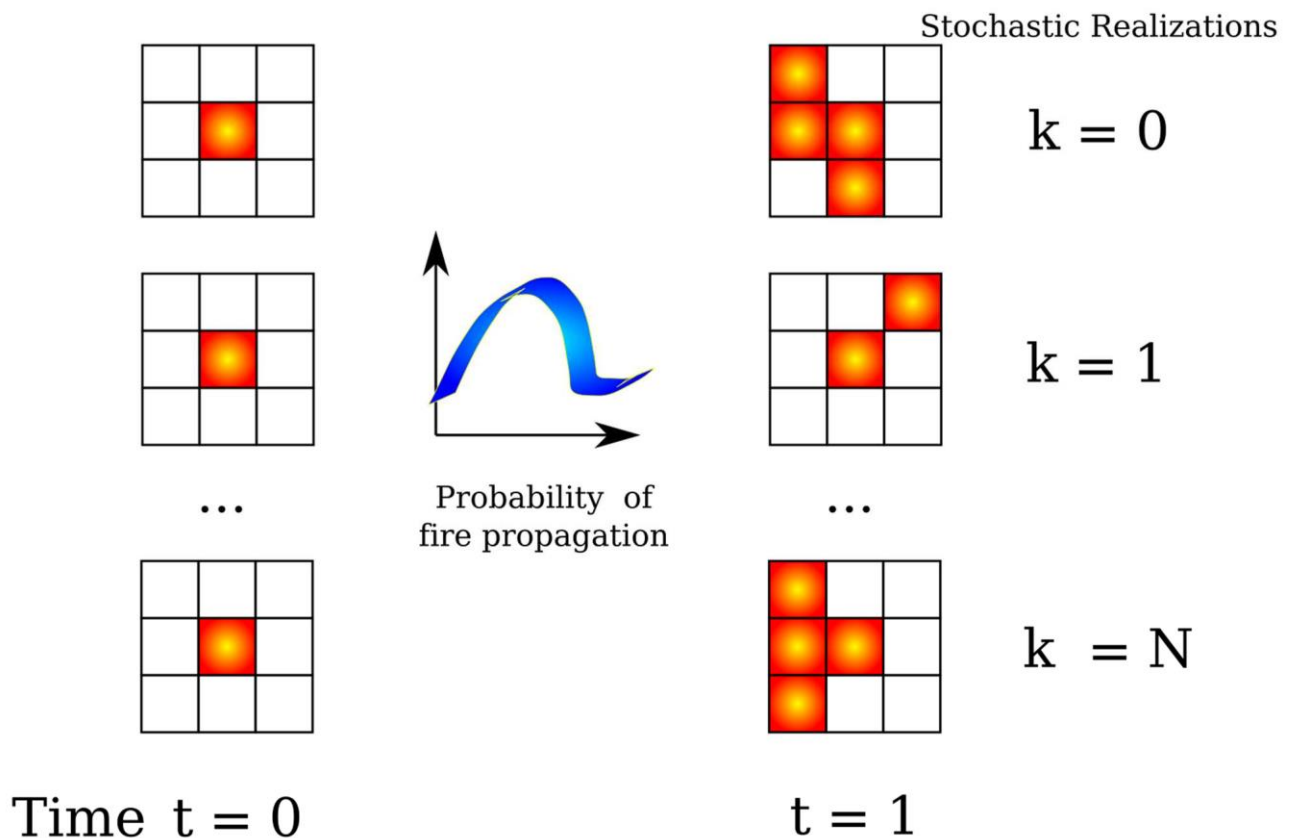 Stochastic Realizations
k = 0
k = 1
Probability of
fire propagation
...
...
k = N
Time t = 0
t = 1